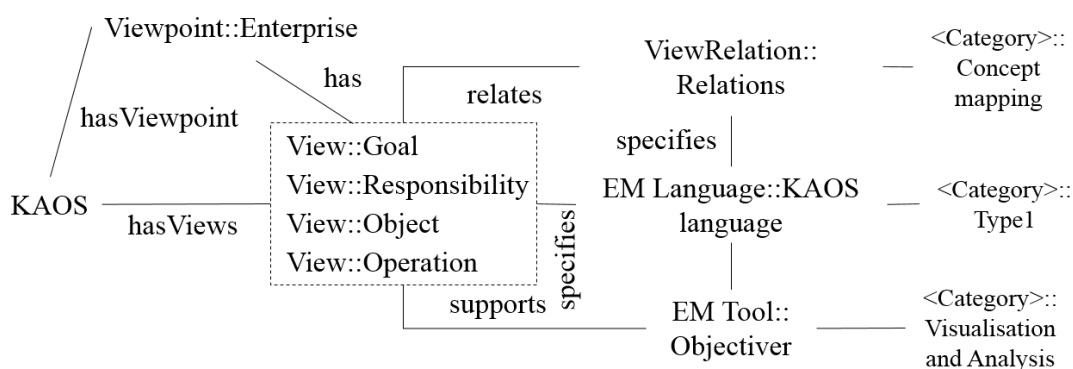 Viewpoint::Enterprise
has
hasViewpoint
KAOS
hasViews
View::Goal
View::Responsibility
View::Object
View::Operation
relates
ViewRelation::
Relations
<Category>::
Concept
mapping
specifies
EM Language::KAOS
language
<Category>::
Type1
specifies
supports
EM Tool::
Objectiver
<Category>::
Visualisation
and Analysis